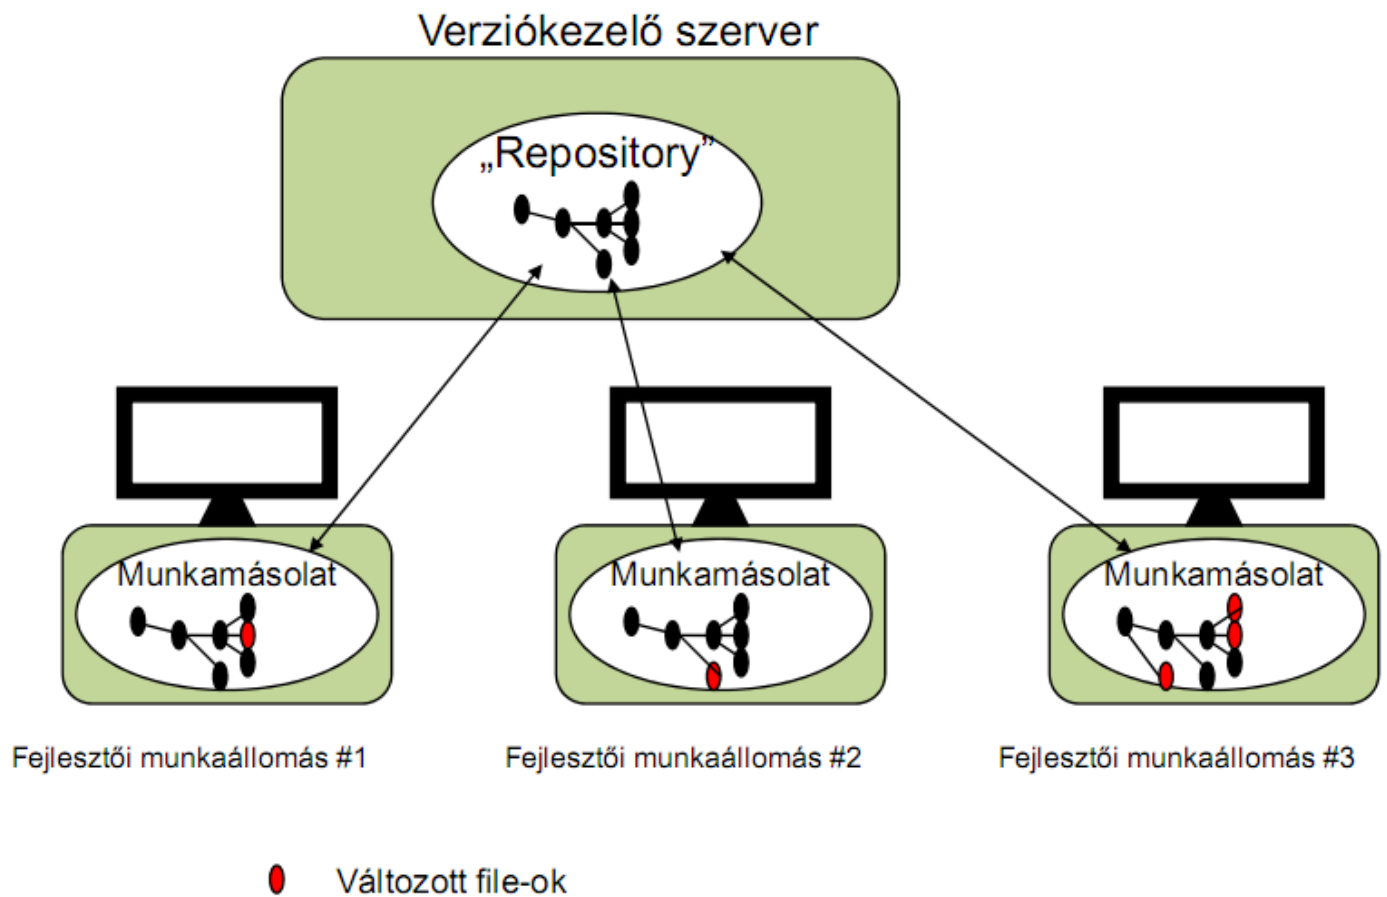 Verziókezelő szerver
„Repository”
Munkamásolat
Munkamásolat
Munkamásolat
Fejlesztői munkaállomás #1
Fejlesztői munkaállomás #2
Fejlesztői munkaállomás #3
Változott file-ok